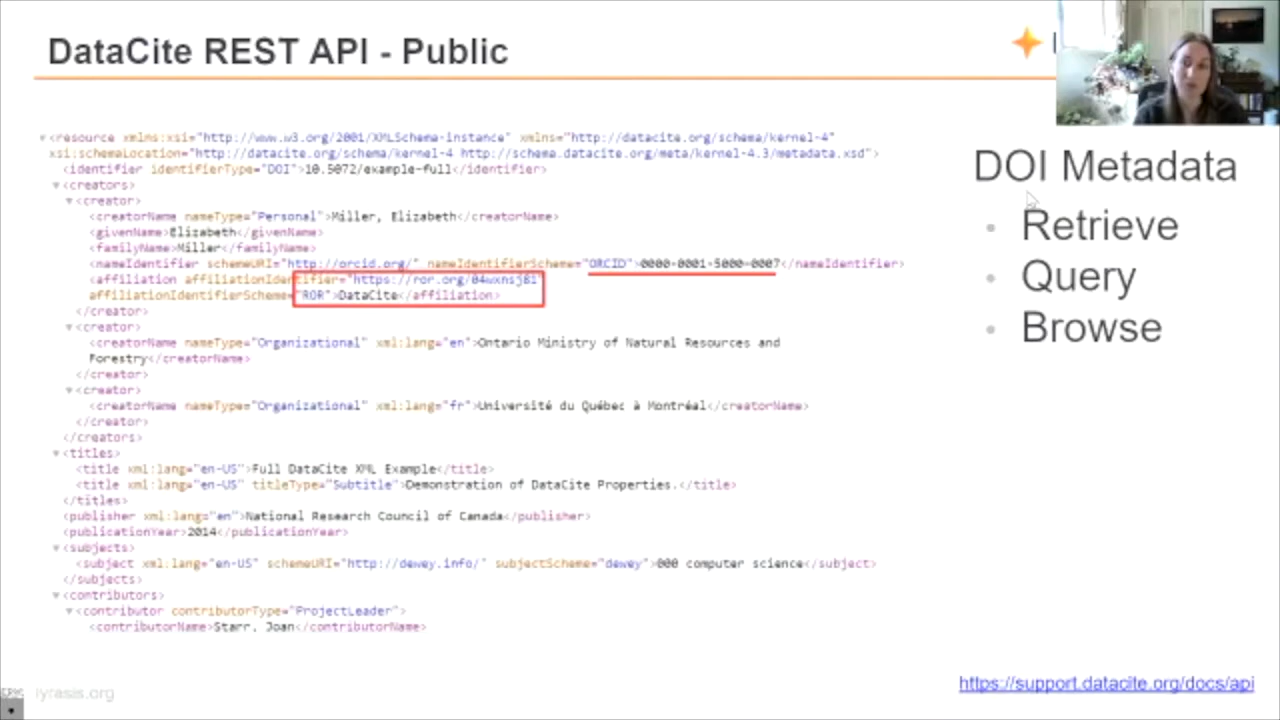 DataCite REST API - Public
▼<resource xmlns:xsi="http://www.w3.org/2001/XMLSchema-instance" xmlns="http://datacite.org/schema/kernel-4"
xsi:schemaLocation="http://datacite.org/schema/kernel-4 http://schema.datacite.org/meta/kernel-4.3/metadata.xsd">
<identifier identifierType="DOI">10.5072/example-full</identifier>
▼<creators>
▼<creator>
<creatorName nameType="Personal">Miller, Elizabeth</creatorName>
<givenName>Elizabeth</givenName>
<familyName>Miller</familyName>
<nameIdentifier schemeURI="http://orcid.org/" nameIdentifierScheme="ORCID">0000-0001-5000-0007</nameIdentifier>
<affiliation affiliationIdentifier="https://ror.org/04wxnsj81"
affiliationIdentifierScheme="ROR">DataCite</affiliation>
</creator>
▼<creator>
<creatorName nameType="Organizational" xml:lang="en">Ontario Ministry of Natural Resources and
Forestry</creatorName>
</creator>
▼<creator>
<creatorName nameType="Organizational" xml:lang="fr">Université du Québec à Montréal</creatorName>
</creator>
</creators>
▼<titles>
<title xml:lang="en-US">Full DataCite XML Example</title>
<title xml:lang="en-US" titleType="Subtitle">Demonstration of DataCite Properties.</title>
</titles>
<publisher xml:lang="en">National Research Council of Canada</publisher>
<publicationYear>2014</publicationYear>
▼<subjects>
<subject xml:lang="en-US" schemeURI="http://dewey.info/" subjectScheme="dewey">000 computer science</subject>
</subjects>
▼<contributors>
▼<contributor contributorType="ProjectLeader">
<contributorName>Starr, Joan</contributorName>
DOI Metadata
• Retrieve
• Query
• Browse
lyrasis.org
https://support.datacite.org/docs/api